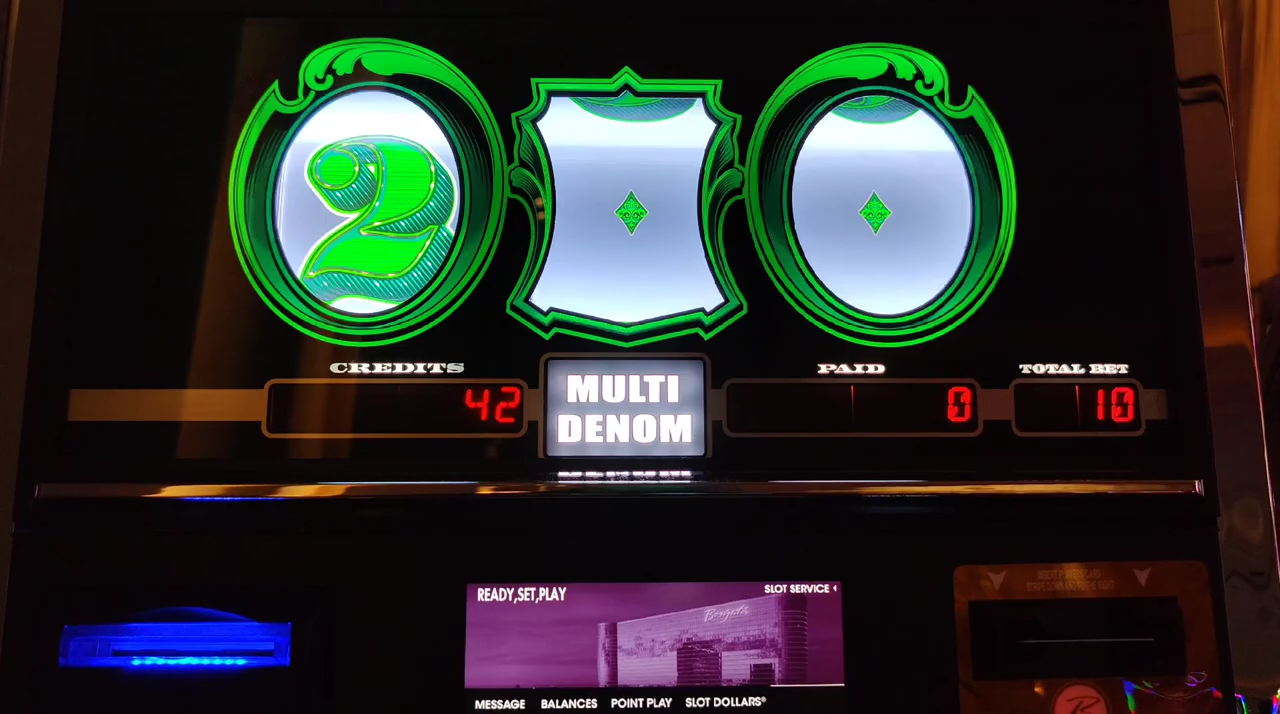 2
CREDITS
PAID
TOTAL BET
42
MULTI
DENOM
0
10
READY,SET,PLAY
SLOT SERVICE
Borgata
MESSAGE BALANCES POINT PLAY SLOT DOLLARS®